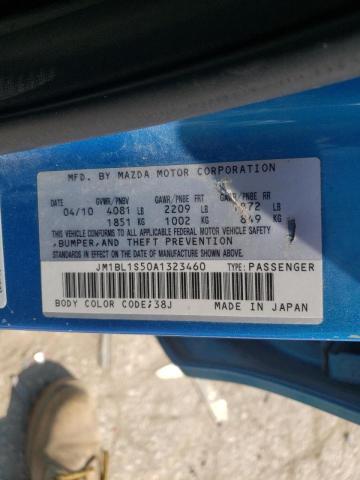 MFD. BY MAZDA MOTOR CORPORATION
GVWR/PNBV GAWR/PNBE FRT GAWR/PNBE RR
04/10 4081 LB 2209 LB LB
1851 KG 1002 KG 849 KG
THIS VEHICLE CONFORMS TO ALL APPLICABLE
FEDERAL MOTOR VEHICLE SAFETY,
BUMPER, AND THEFT PREVENTION
STANDARDS IN EFFECT ON THE DATE OF MANUFACTURE SHOWN ABOVE.
JM1BL1S50A1323460 TYPE: PASSENGER
BODY COLOR CODE;38J MADE IN JAPAN